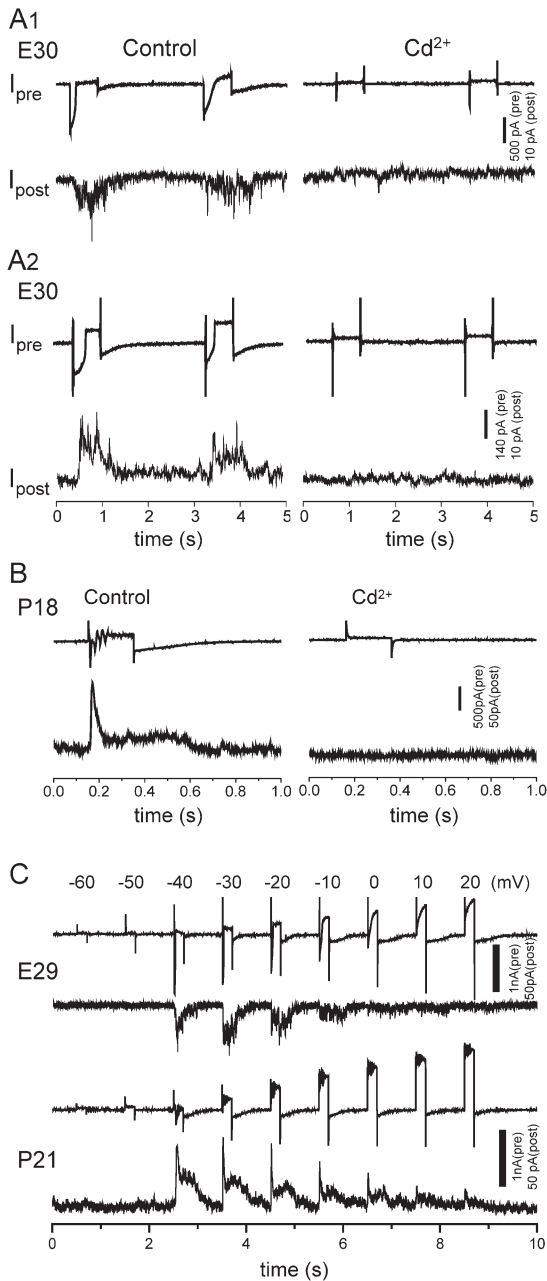 A1
E30 Control Cd2+
Ipre
500 pA (pre)
10 pA (post)
Ipost
A2
E30
Ipre
140 pA (pre)
10 pA (post)
Ipost
0 1 2 3 4 5 0 1 2 3 4 5
time (s) time (s)
B
P18 Control Cd2+
500pA(pre)
50pA(post)
0.0 0.2 0.4 0.6 0.8 1.0 0.0 0.2 0.4 0.6 0.8 1.0
time (s) time (s)
C
-60 -50 -40 -30 -20 -10 0 10 20 (mV)
1nA(pre)
50pA(post)
E29
1nA(pre)
50 pA(post)
P21
0 2 4 6 8 10
time (s)